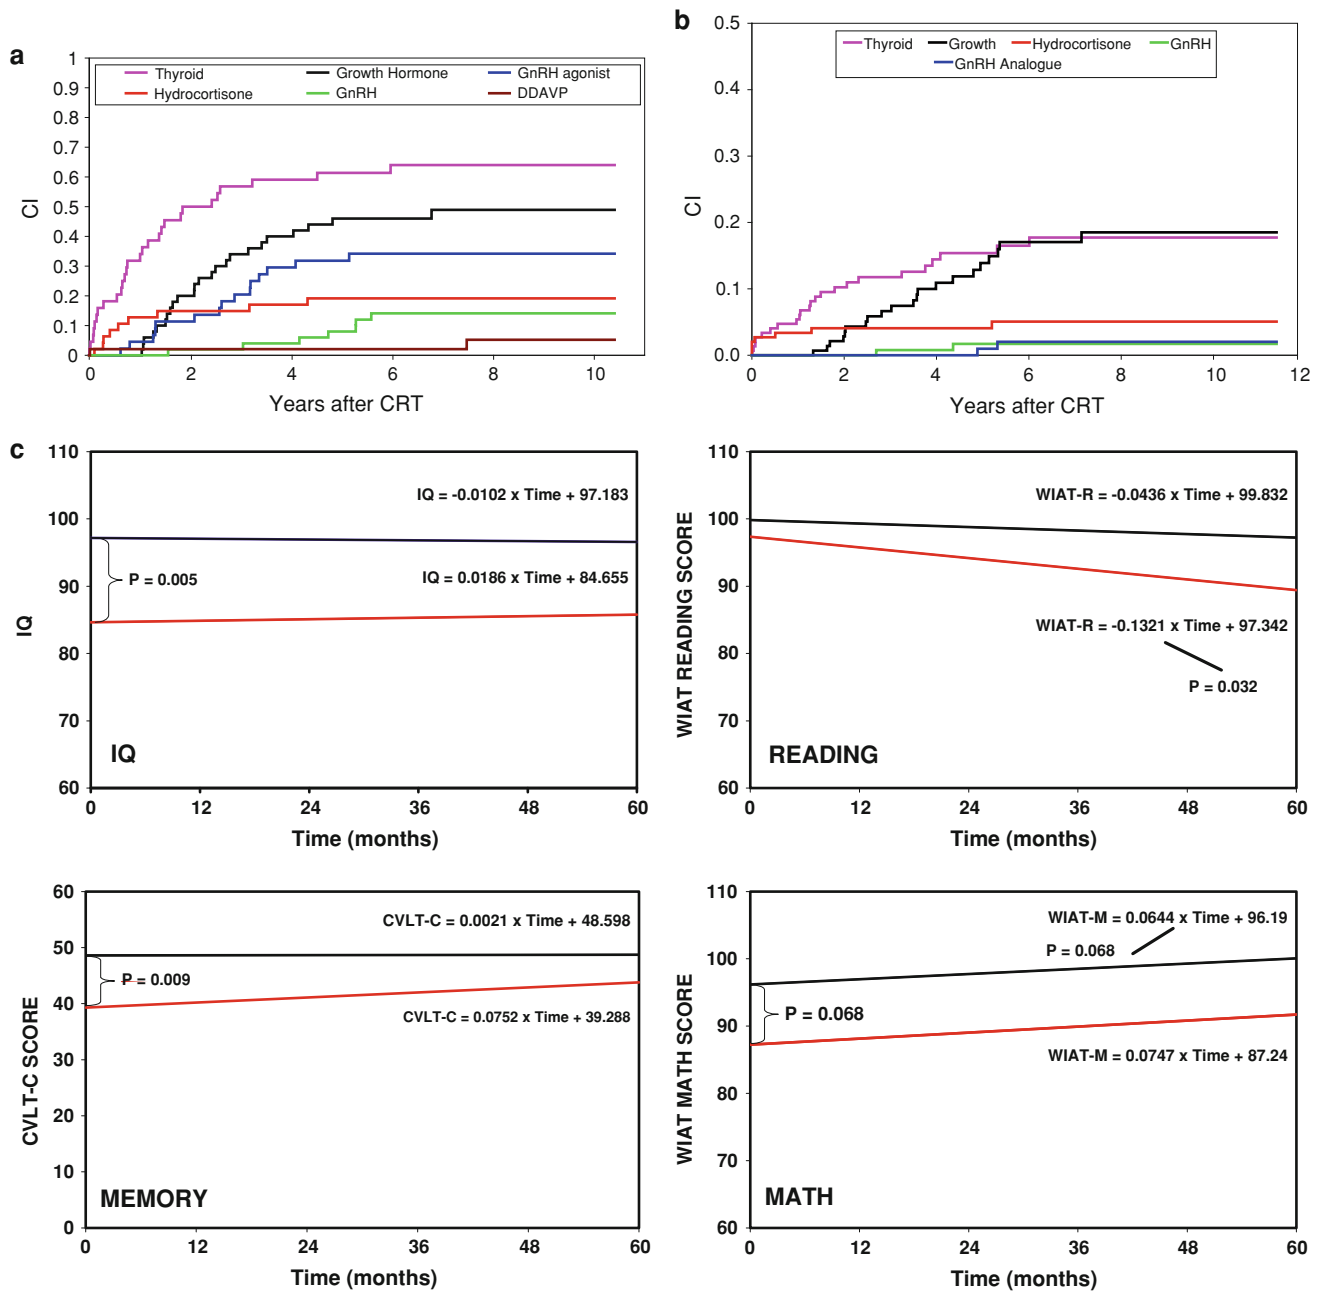 a
1
0.9
0.8
0.7
0.6
0.5
0.4
0.3
0.2
0.1
0
CI
Thyroid
Growth Hormone
GnRH agonist
Hydrocortisone
GnRH
DDAVP
0 2 4 6 8 10
Years after CRT
b
0.5
0.4
0.3
0.2
0.1
0.0
CI
Thyroid
Growth
Hydrocortisone
GnRH
GnRH Analogue
0 2 4 6 8 10 12
Years after CRT
c
110
100
90
80
70
60
IQ
IQ = -0.0102 x Time + 97.183
P = 0.005
IQ = 0.0186 x Time + 84.655
IQ
0 12 24 36 48 60
Time (months)
110
100
90
80
70
60
WIAT READING SCORE
WIAT-R = -0.0436 x Time + 99.832
WIAT-R = -0.1321 x Time + 97.342
P = 0.032
READING
0 12 24 36 48 60
Time (months)
60
50
40
30
20
10
0
CVLT-C SCORE
CVLT-C = 0.0021 x Time + 48.598
P = 0.009
CVLT-C = 0.0752 x Time + 39.288
MEMORY
0 12 24 36 48 60
Time (months)
110
100
90
80
70
60
WIAT MATH SCORE
WIAT-M = 0.0644 x Time + 96.19
P = 0.068
P = 0.068
WIAT-M = 0.0747 x Time + 87.24
MATH
0 12 24 36 48 60
Time (months)